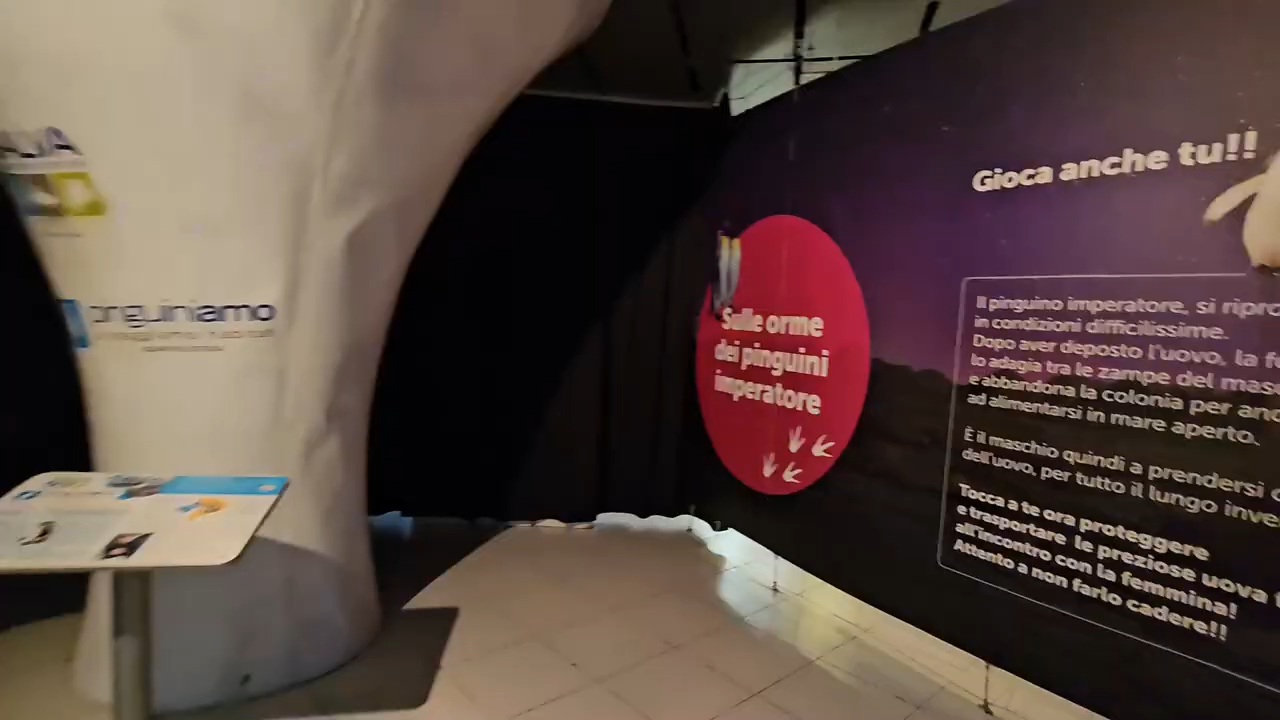 Gioca anche tu!!
Sulle orme
dei pinguini
imperatore
Il pinguino imperatore, si ripro
in condizioni difficilissime.
Dopo aver deposto l'uovo, la f
lo adagia tra le zampe del mas
e abbandona la colonia per an
ad alimentarsi in mare aperto.
È il maschio quindi a prendersi
dell'uovo, per tutto il lungo inve
Tocca a te ora proteggere
e trasportare le preziose uova
all'incontro con la femmina!
Attento a non farlo cadere!!
nguiniamo